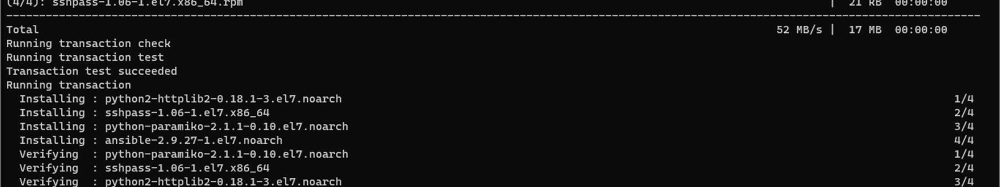 (4/4): sshpass-1.06-1.el7.x86_64.rpm | 21 kB 00:00:00
--------------------------------------------------------------------------------------------------------------------------------------------------------------------
Total 52 MB/s | 17 MB 00:00:00
Running transaction check
Running transaction test
Transaction test succeeded
Running transaction
Installing : python2-httplib2-0.18.1-3.el7.noarch 1/4
Installing : sshpass-1.06-1.el7.x86_64 2/4
Installing : python-paramiko-2.1.1-0.10.el7.noarch 3/4
Installing : ansible-2.9.27-1.el7.noarch 4/4
Verifying : python-paramiko-2.1.1-0.10.el7.noarch 1/4
Verifying : sshpass-1.06-1.el7.x86_64 2/4
Verifying : python2-httplib2-0.18.1-3.el7.noarch 3/4